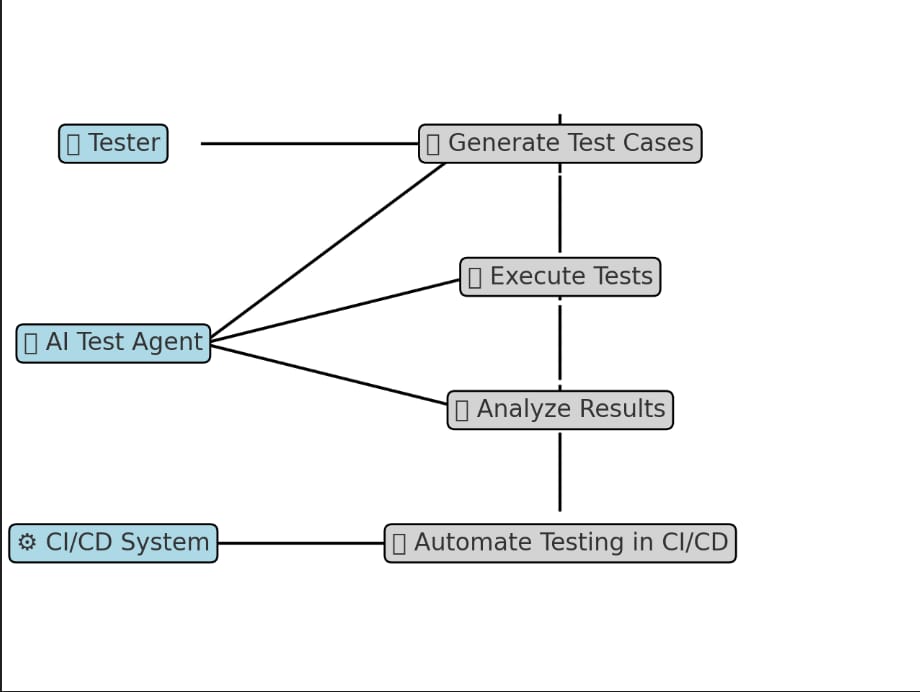 Tester
Generate Test Cases
Execute Tests
AI Test Agent
Analyze Results
⚙ CI/CD System
Automate Testing in CI/CD